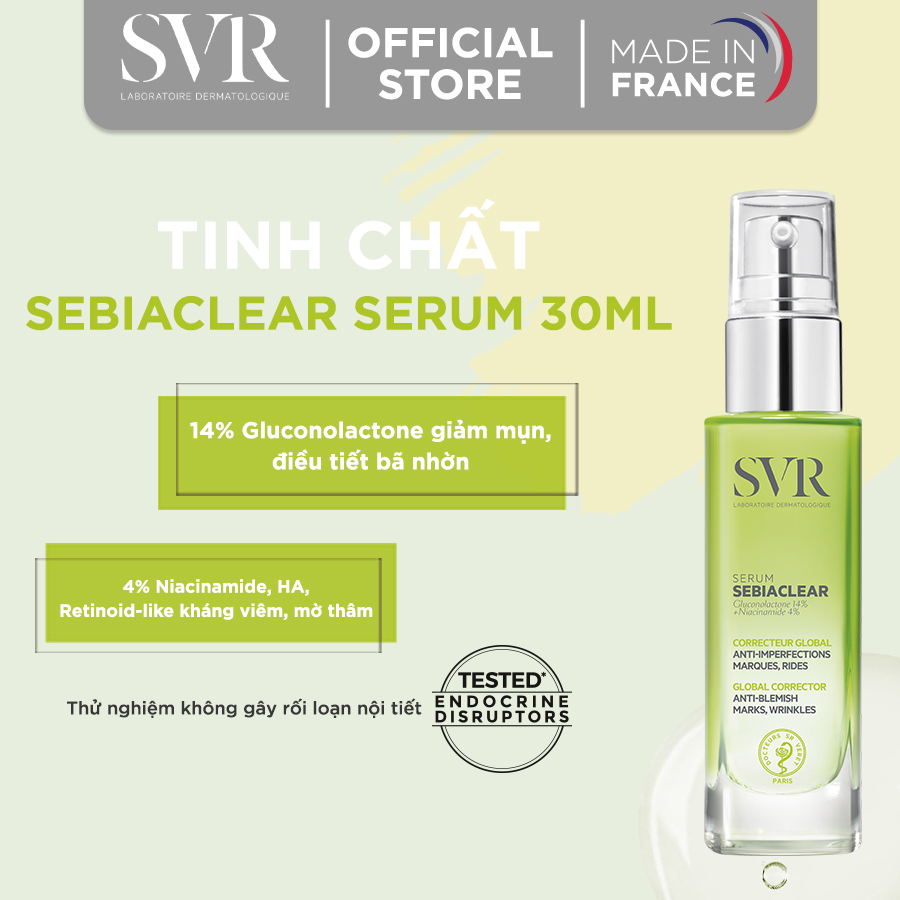 SVR
LABORATOIRE DERMATOLOGIQUE
OFFICIAL
STORE
MADE IN
FRANCE
TINH CHẤT
SEBIACLEAR SERUM 30ML
14% Gluconolactone giảm mụn,
điều tiết bã nhờn
4% Niacinamide, HA,
Retinoid-like kháng viêm, mờ thâm
Thử nghiệm không gây rối loạn nội tiết
TESTED*
ENDOCRINE
DISRUPTORS
SVR
LABORATOIRE DERMATOLOGIQUE
SERUM
SEBIACLEAR
Gluconolactone 14%
+Niacinamide 4%
CORRECTEUR GLOBAL
ANTI-IMPERFECTIONS
MARQUES, RIDES
GLOBAL CORRECTOR
ANTI-BLEMISH
MARKS, WRINKLES
DOCTEURS SR VERET
PARIS